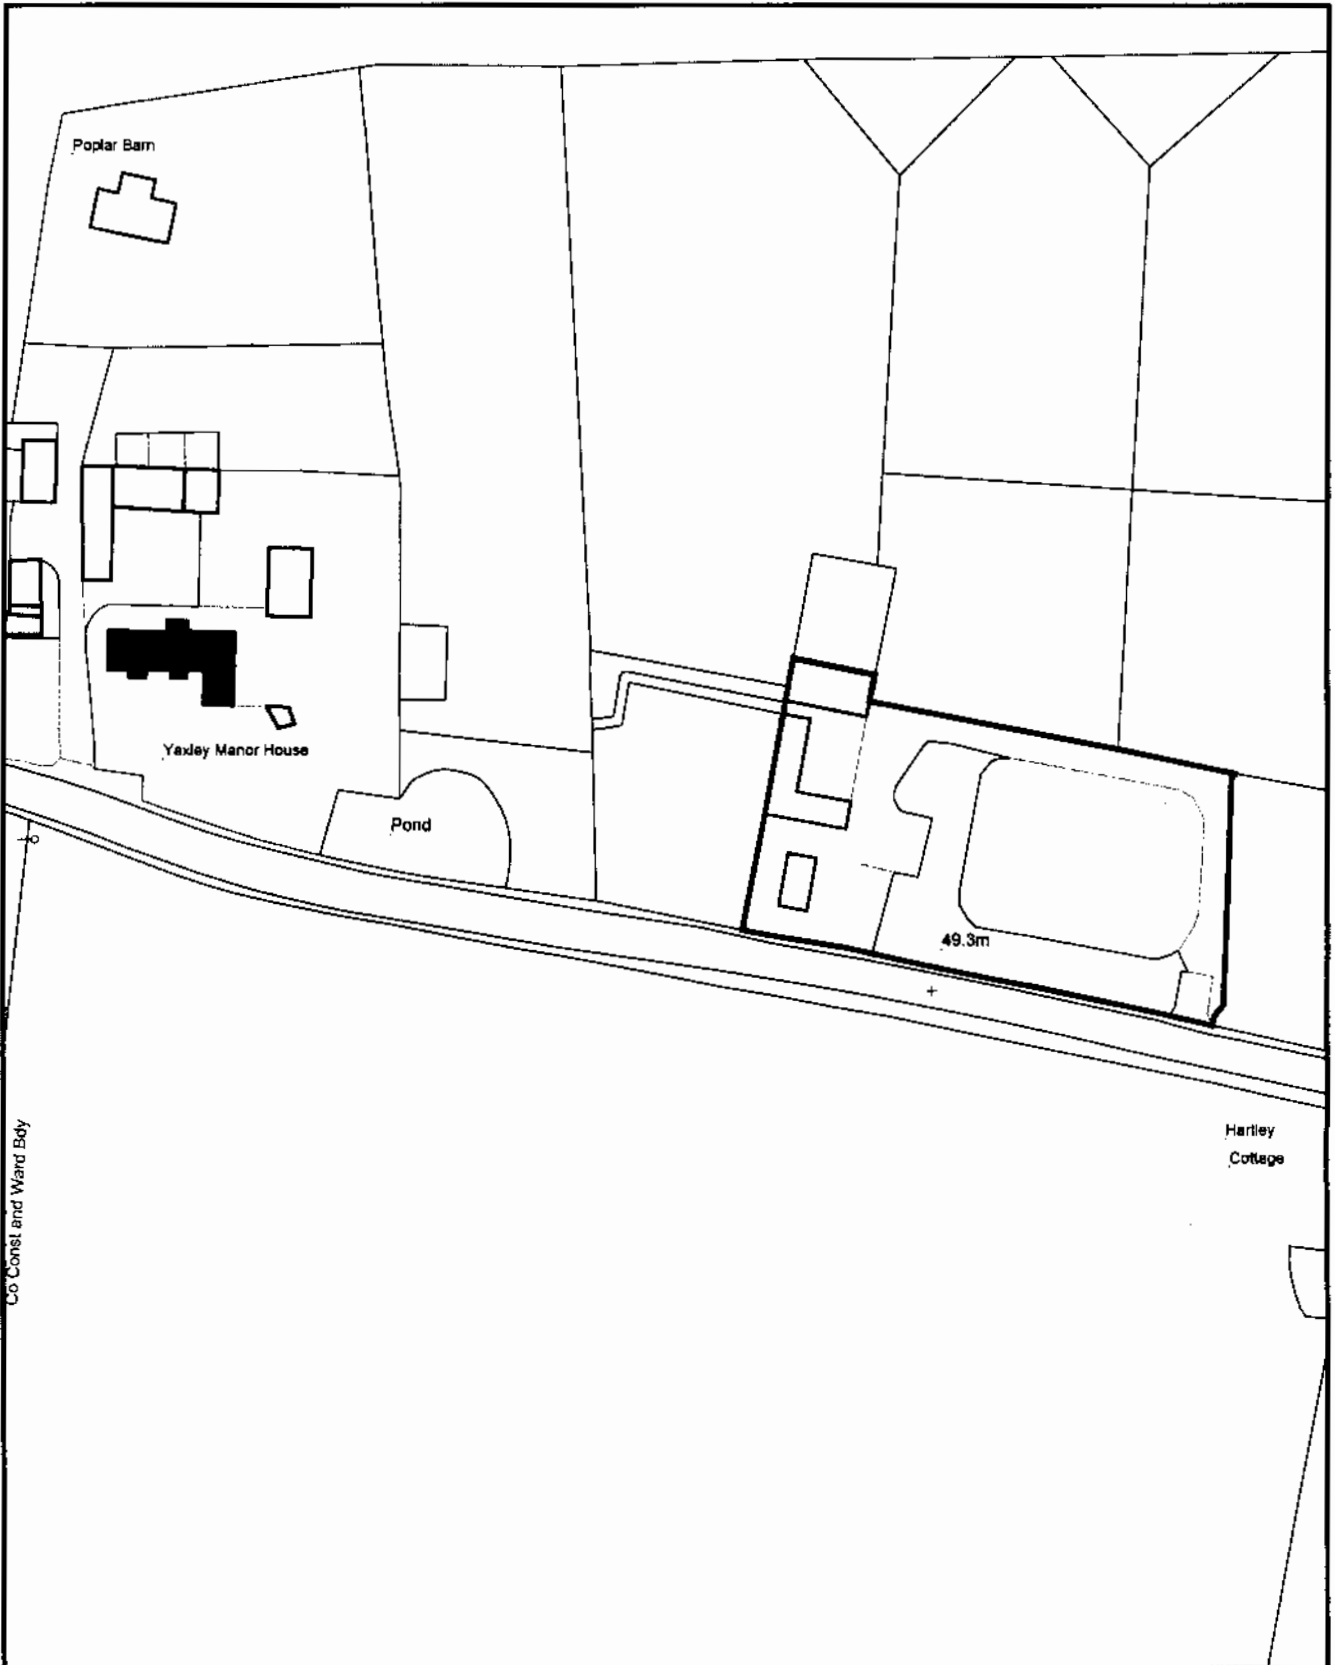 Poplar Barn
Yaxley Manor House
Pond
49.3m
Hartley
Cottage
Co Const and Ward Bdy